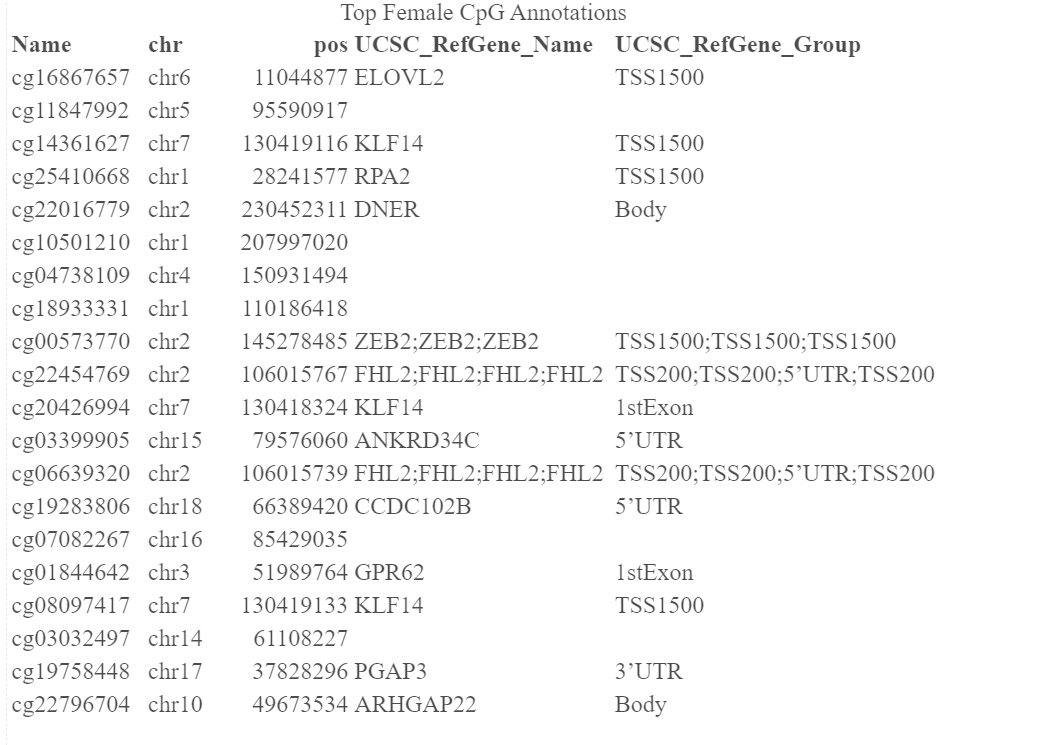 Top Female CpG Annotations
Name chr pos UCSC_RefGene_Name UCSC_RefGene_Group
cg16867657 chr6 11044877 ELOVL2 TSS1500
cg11847992 chr5 95590917
cg14361627 chr7 130419116 KLF14 TSS1500
cg25410668 chr1 28241577 RPA2 TSS1500
cg22016779 chr2 230452311 DNER Body
cg10501210 chr1 207997020
cg04738109 chr4 150931494
cg18933331 chr1 110186418
cg00573770 chr2 145278485 ZEB2;ZEB2;ZEB2 TSS1500;TSS1500;TSS1500
cg22454769 chr2 106015767 FHL2;FHL2;FHL2;FHL2 TSS200;TSS200;5’UTR;TSS200
cg20426994 chr7 130418324 KLF14 1stExon
cg03399905 chr15 79576060 ANKRD34C 5’UTR
cg06639320 chr2 106015739 FHL2;FHL2;FHL2;FHL2 TSS200;TSS200;5’UTR;TSS200
cg19283806 chr18 66389420 CCDC102B 5’UTR
cg07082267 chr16 85429035
cg01844642 chr3 51989764 GPR62 1stExon
cg08097417 chr7 130419133 KLF14 TSS1500
cg03032497 chr14 61108227
cg19758448 chr17 37828296 PGAP3 3’UTR
cg22796704 chr10 49673534 ARHGAP22 Body